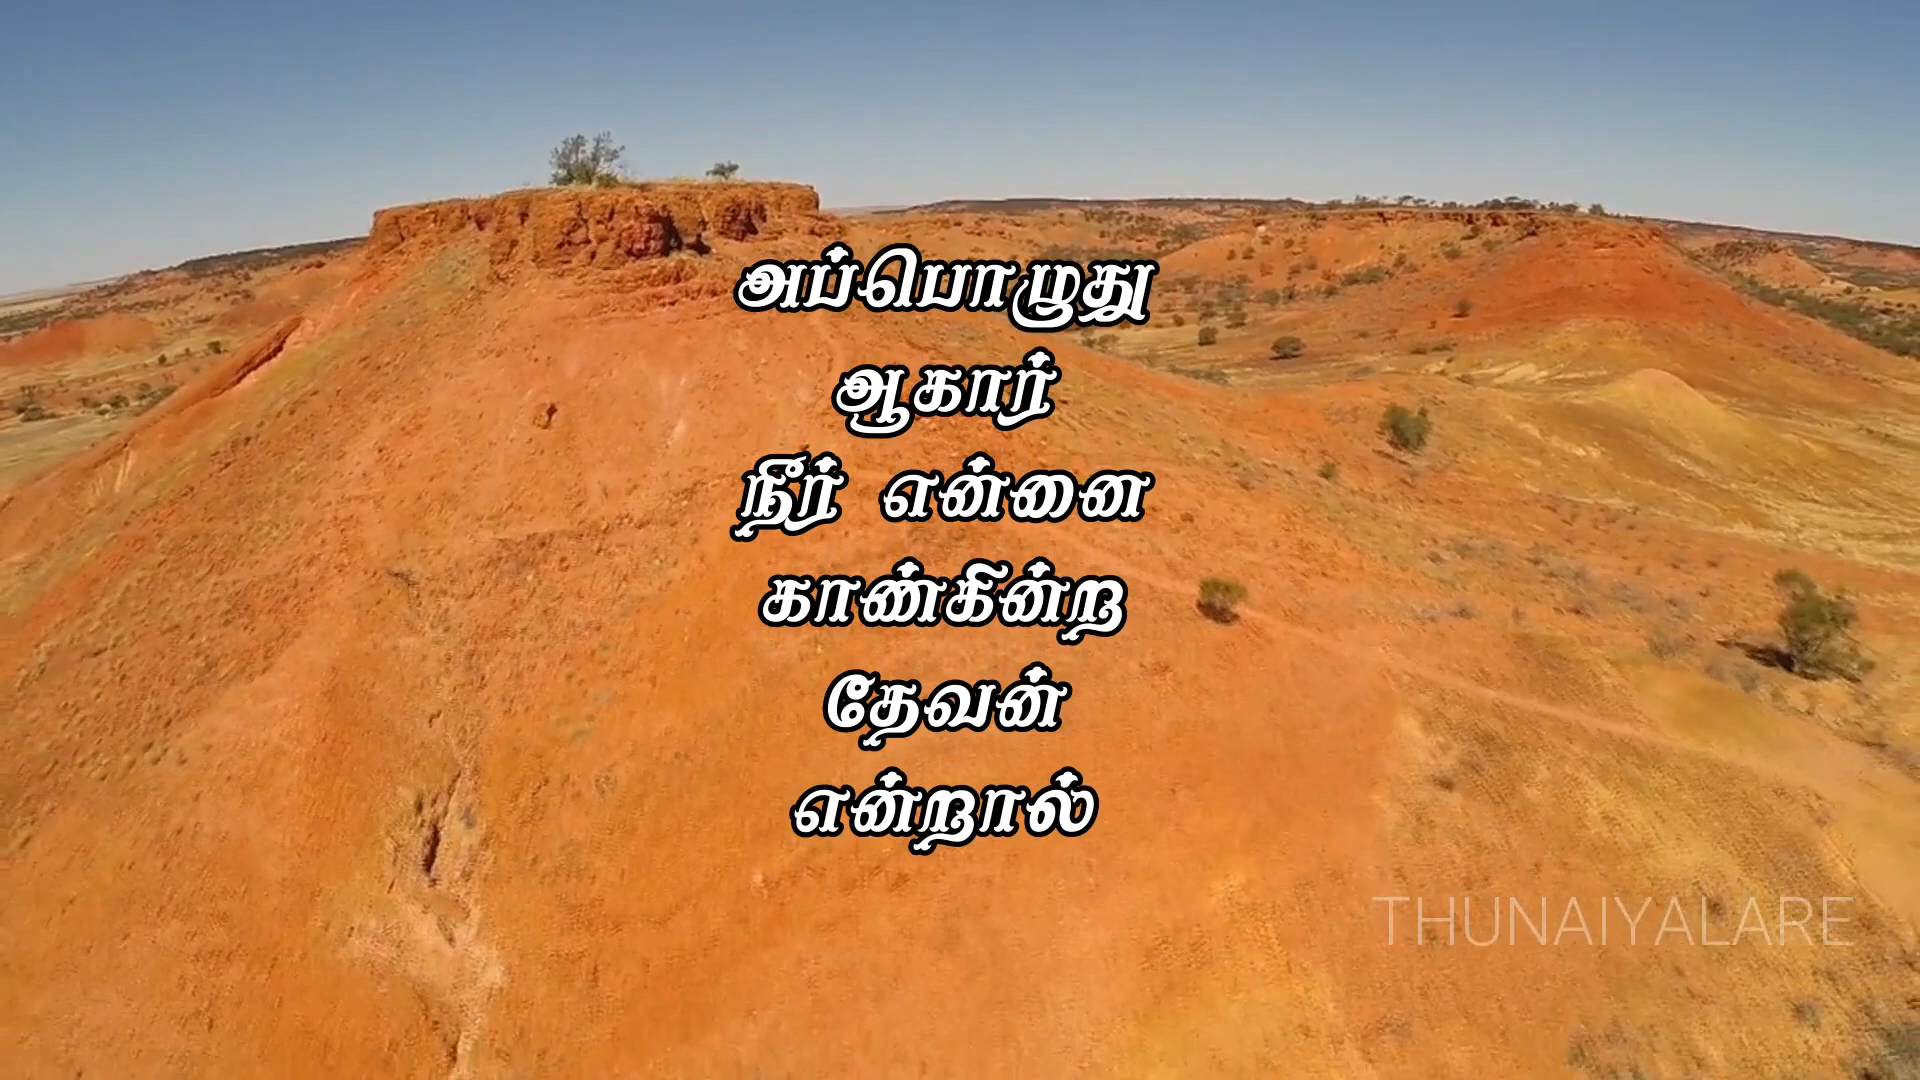 அப்பொழுது
ஆகார்
நீர் என்னை
காண்கின்ற
தேவன்
என்றால்
THUNAIYALARE